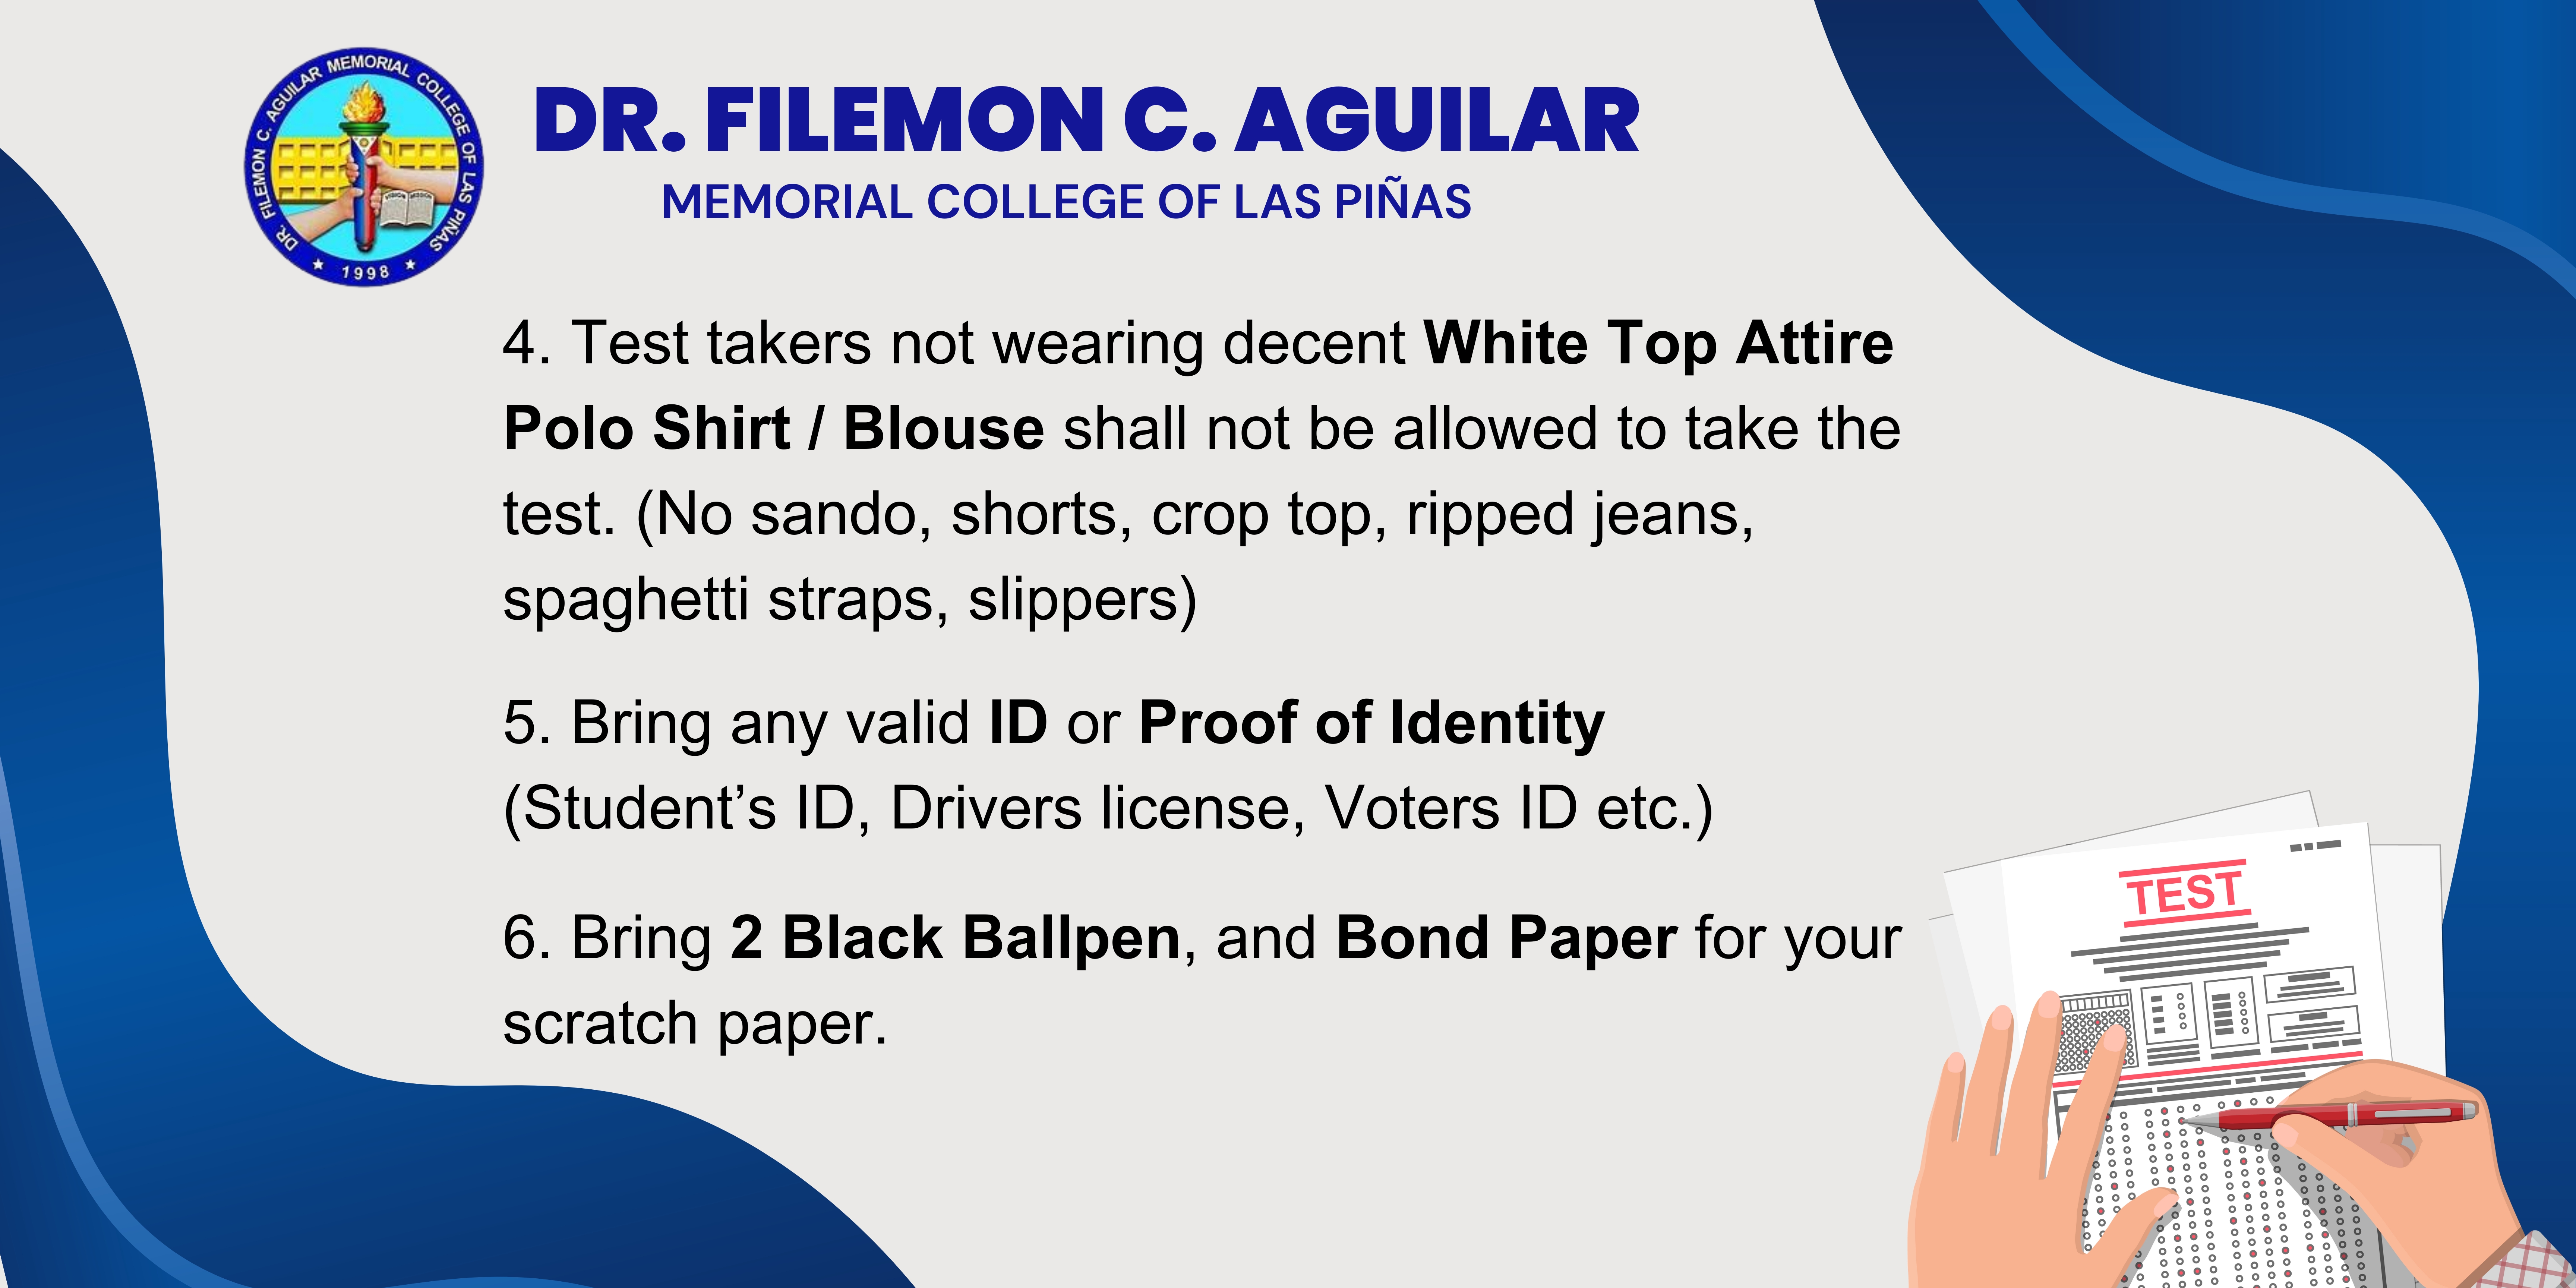 DR. FILEMON C. AGUILAR MEMORIAL COLLEGE OF LAS PIÑAS
★ 1998 ★
VISION MISSION
DR. FILEMON C. AGUILAR
MEMORIAL COLLEGE OF LAS PIÑAS
4. Test takers not wearing decent White Top Attire
Polo Shirt / Blouse shall not be allowed to take the
test. (No sando, shorts, crop top, ripped jeans,
spaghetti straps, slippers)
5. Bring any valid ID or Proof of Identity
(Student’s ID, Drivers license, Voters ID etc.)
6. Bring 2 Black Ballpen, and Bond Paper for your
scratch paper.
TEST